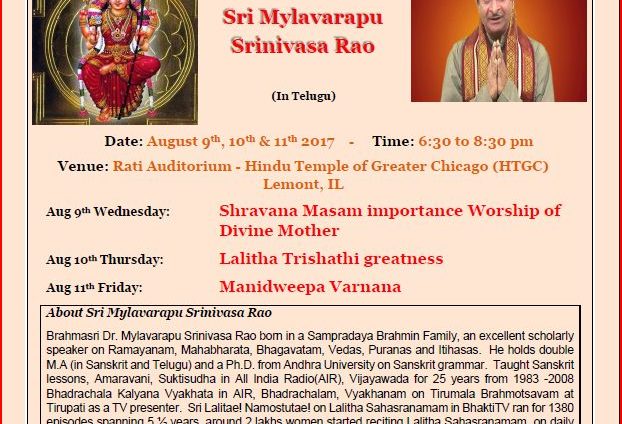 Sri Mylavarapu
Srinivasa Rao
(In Telugu)
Date: August 9th, 10th & 11th 2017 - Time: 6:30 to 8:30 pm
Venue: Rati Auditorium - Hindu Temple of Greater Chicago (HTGC)
Lemont, IL
Aug 9th Wednesday: Shravana Masam importance Worship of
Divine Mother
Aug 10th Thursday: Lalitha Trishathi greatness
Aug 11th Friday: Manidweepa Varnana
About Sri Mylavarapu Srinivasa Rao
Brahmasri Dr. Mylavarapu Srinivasa Rao born in a Sampradaya Brahmin Family, an excellent scholarly
speaker on Ramayanam, Mahabharata, Bhagavatam, Vedas, Puranas and Itihasas. He holds double
M.A (in Sanskrit and Telugu) and a Ph.D. from Andhra University on Sanskrit grammar. Taught Sanskrit
lessons, Amaravani, Suktisudha in All India Radio(AIR), Vijayawada for 25 years from 1983 -2008
Bhadrachala Kalyana Vyakhata in AIR, Bhadrachalam, Vyakhanam on Tirumala Brahmotsavam at
Tirupati as a TV presenter. Sri Lalitae! Namostutae! on Lalitha Sahasranamam in BhaktiTV ran for 1380
episodes spanning 5 ½ years, around 2 lakhs women started reciting Lalitha Sahasranamam, on daily